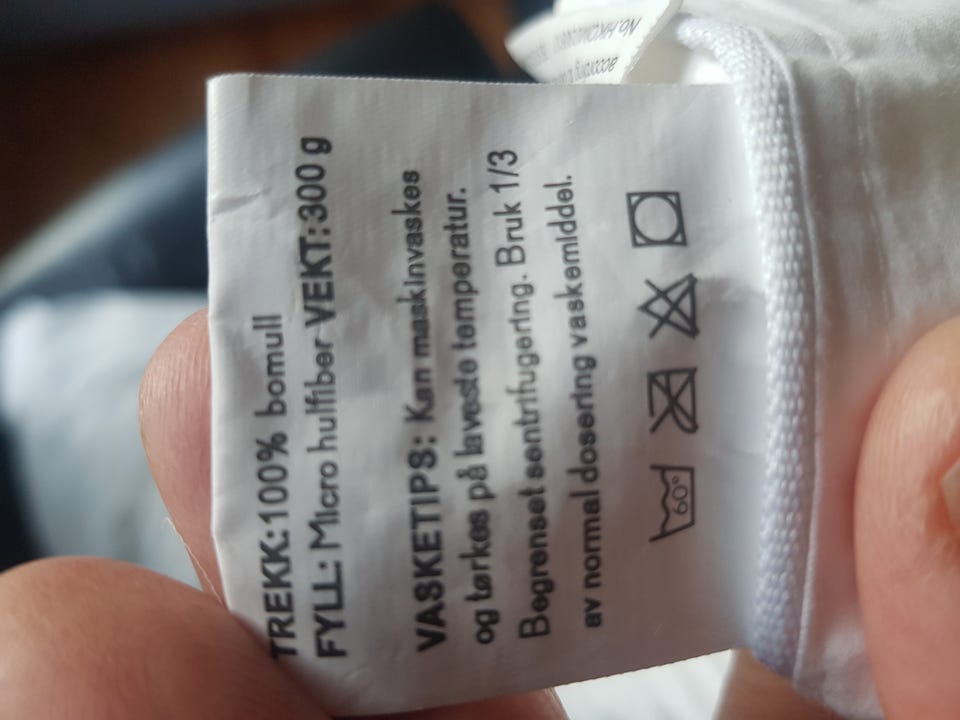 TREKK:100% bomull
FYLL: Micro hulfiber VEKT:300 g
VASKETIPS: Kan maskinvaskes
og tørkes på laveste temperatur.
Begrenset sentrifugering. Bruk 1/3
av normal dosering vaskemiddel.
60°
according